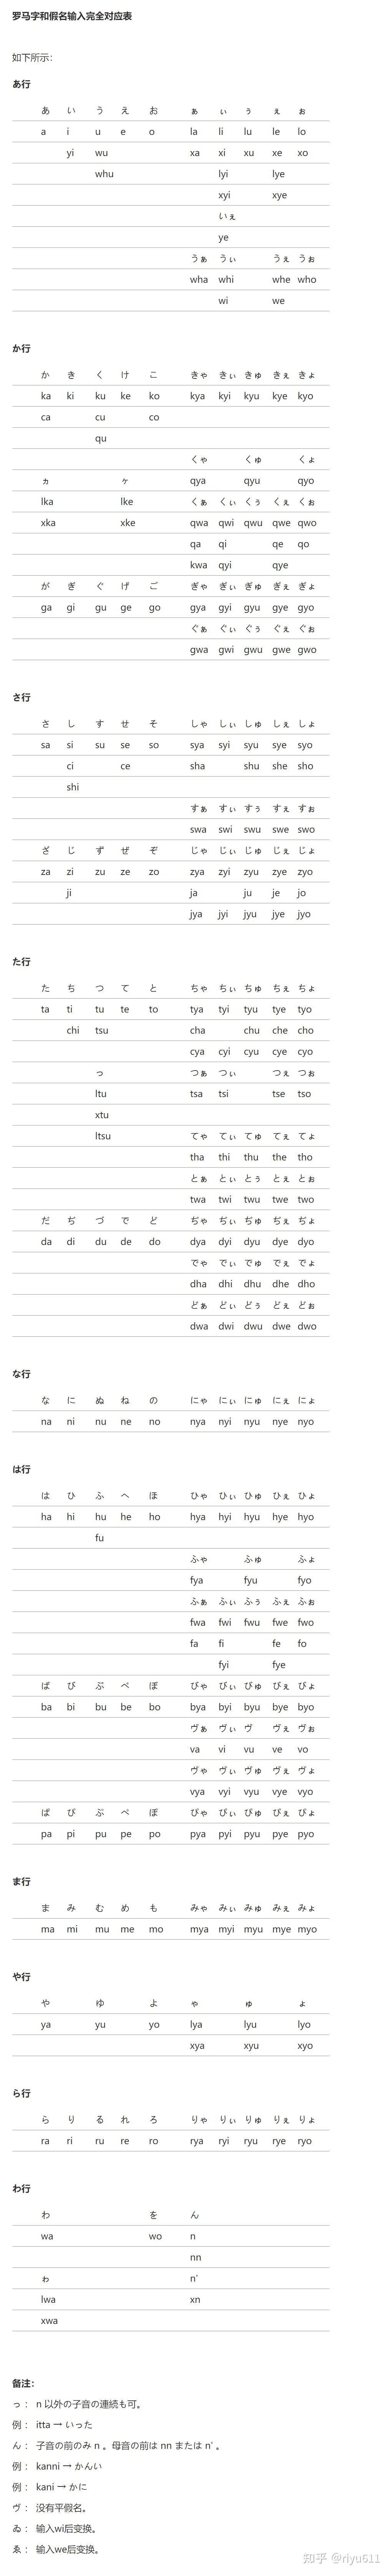 罗马字和假名输入完全对应表
如下所示：
あ行
あ い う え お ぁ ぃ ぅ ぇ ぉ
a i u e o la li lu le lo
yi wu xa xi xu xe xo
whu lyi lye
xyi xye
いぇ
ye
うぁ うぃ うぇ うぉ
wha whi whe who
wi we
か行
か き く け こ きゃ きぃ きゅ きぇ きょ
ka ki ku ke ko kya kyi kyu kye kyo
ca cu co
qu
くゃ くゅ くょ
ヵ ヶ qya qyu qyo
lka lke くぁ くぃ くぅ くぇ くぉ
xka xke qwa qwi qwu qwe qwo
qa qi qe qo
kwa qyi qye
が ぎ ぐ げ ご ぎゃ ぎぃ ぎゅ ぎぇ ぎょ
ga gi gu ge go gya gyi gyu gye gyo
ぐぁ ぐぃ ぐぅ ぐぇ ぐぉ
gwa gwi gwu gwe gwo
さ行
さ し す せ そ しゃ しぃ しゅ しぇ しょ
sa si su se so sya syi syu sye syo
ci ce sha shu she sho
shi
すぁ すぃ すぅ すぇ すぉ
swa swi swu swe swo
ざ じ ず ぜ ぞ じゃ じぃ じゅ じぇ じょ
za zi zu ze zo zya zyi zyu zye zyo
ji ja ju je jo
jya jyi jyu jye jyo
た行
た ち つ て と ちゃ ちぃ ちゅ ちぇ ちょ
ta ti tu te to tya tyi tyu tye tyo
chi tsu cha chu che cho
cya cyi cyu cye cyo
っ つぁ つぃ つぇ つぉ
ltu tsa tsi tse tso
xtu
ltsu てゃ てぃ てゅ てぇ てょ
tha thi thu the tho
とぁ とぃ とぅ とぇ とぉ
twa twi twu twe two
だ ぢ づ で ど ぢゃ ぢぃ ぢゅ ぢぇ ぢょ
da di du de do dya dyi dyu dye dyo
でゃ でぃ でゅ でぇ でょ
dha dhi dhu dhe dho
どぁ どぃ どぅ どぇ どぉ
dwa dwi dwu dwe dwo
な行
な に ぬ ね の にゃ にぃ にゅ にぇ にょ
na ni nu ne no nya nyi nyu nye nyo
は行
は ひ ふ へ ほ ひゃ ひぃ ひゅ ひぇ ひょ
ha hi hu he ho hya hyi hyu hye hyo
fu
ふゃ ふゅ ふょ
fya fyu fyo
ふぁ ふぃ ふぅ ふぇ ふぉ
fwa fwi fwu fwe fwo
fa fi fe fo
fyi fye
ば び ぶ べ ぼ びゃ びぃ びゅ びぇ びょ
ba bi bu be bo bya byi byu bye byo
ヴぁ ヴぃ ヴ ヴぇ ヴぉ
va vi vu ve vo
ヴゃ ヴぃ ヴゅ ヴぇ ヴょ
vya vyi vyu vye vyo
ぱ ぴ ぷ ぺ ぽ ぴゃ ぴぃ ぴゅ ぴぇ ぴょ
pa pi pu pe po pya pyi pyu pye pyo
ま行
ま み む め も みゃ みぃ みゅ みぇ みょ
ma mi mu me mo mya myi myu mye myo
や行
や ゆ よ ゃ ゅ ょ
ya yu yo lya lyu lyo
xya xyu xyo
ら行
ら り る れ ろ りゃ りぃ りゅ りぇ りょ
ra ri ru re ro rya ryi ryu rye ryo
わ行
わ を ん
wa wo n
nn
ゎ n'
lwa xn
xwa
备注：
っ： n 以外の子音の連続も可。
例： itta → いった
ん： 子音の前のみ n 。母音の前は nn または n' 。
例： kanni → かんい
例： kani → かに
ヴ： 没有平假名。
ゐ： 输入wi后变换。
ゑ： 输入we后变换。
知乎 @riyu611